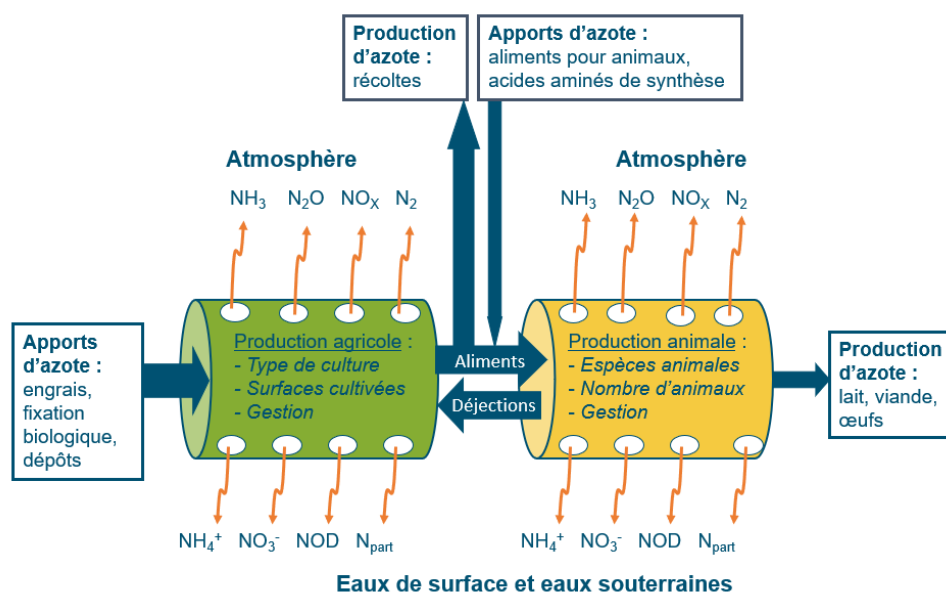 Production
d’azote :
récoltes
Apports d’azote :
aliments pour animaux,
acides aminés de synthèse
Atmosphère
Atmosphère
NH₃ N₂O NOₓ N₂
NH₃ N₂O NOₓ N₂
Apports
d’azote :
engrais,
fixation
biologique,
dépôts
Production agricole :
- Type de culture
- Surfaces cultivées
- Gestion
Aliments
Déjections
Production animale :
- Espèces animales
- Nombre d’animaux
- Gestion
Production
d’azote :
lait, viande,
œufs
NH₄⁺ NO₃⁻ NOD Npart
NH₄⁺ NO₃⁻ NOD Npart
Eaux de surface et eaux souterraines